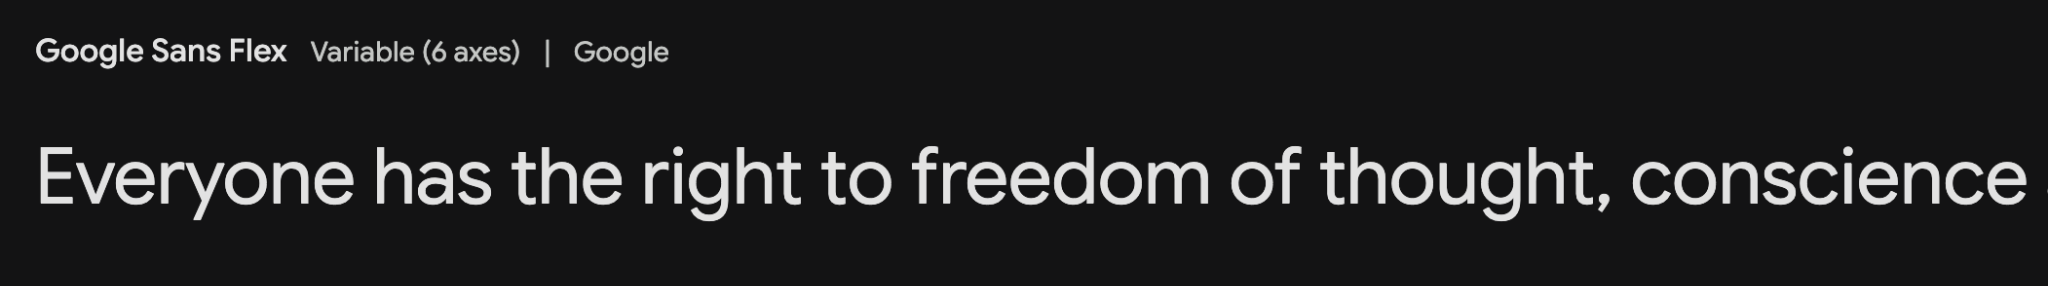 Google Sans Flex Variable (6 axes) | Google
Everyone has the right to freedom of thought, conscience